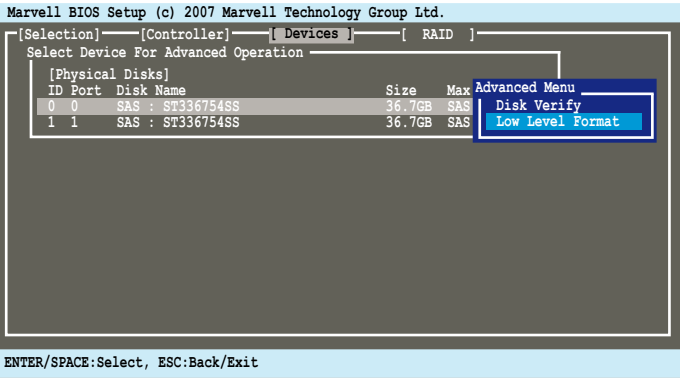 Marvell BIOS Setup (c) 2007 Marvell Technology Group Ltd.
[Selection] [Controller] [ Devices ] [ RAID ]
Select Device For Advanced Operation
[Physical Disks]
ID Port Disk Name Size Max
0 0 SAS : ST336754SS 36.7GB SAS
1 1 SAS : ST336754SS 36.7GB SAS
Advanced Menu
Disk Verify
Low Level Format
ENTER/SPACE:Select, ESC:Back/Exit